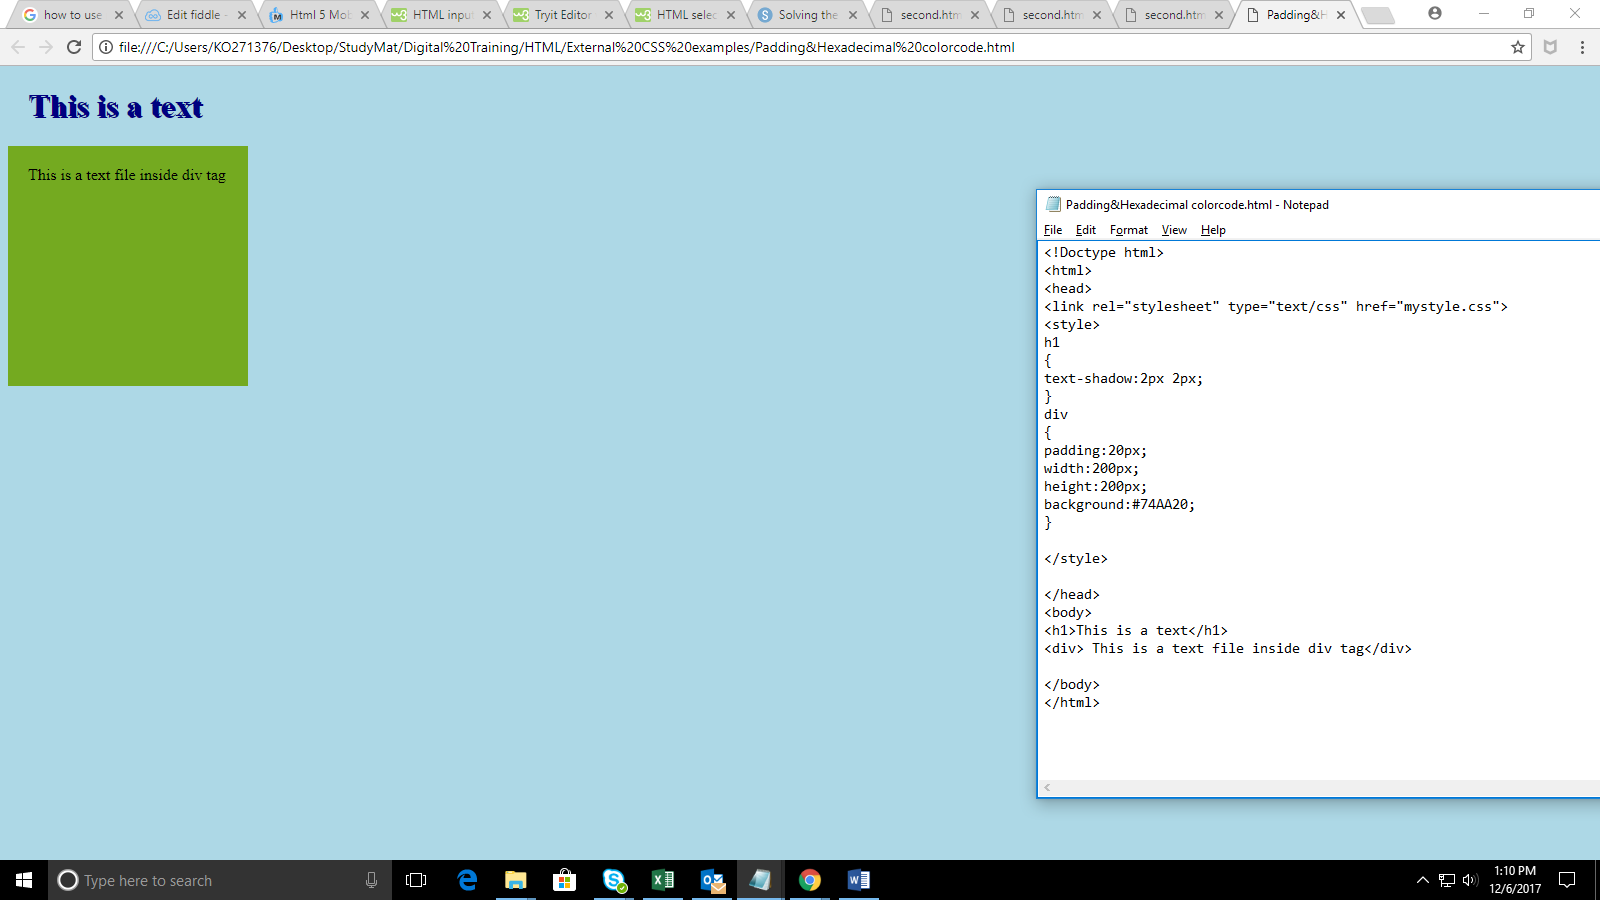 how to use
Edit fiddle -
Html 5 Mob
HTML inpu
Tryit Editor
HTML selec
Solving the
second.htm
second.htm
second.htm
Padding&H
file:///C:/Users/KO271376/Desktop/StudyMat/Digital%20Training/HTML/External%20CSS%20examples/Padding&Hexadecimal%20colorcode.html
This is a text
This is a text file inside div tag
Padding&Hexadecimal colorcode.html - Notepad
File Edit Format View Help
<!Doctype html>
<html>
<head>
<link rel="stylesheet" type="text/css" href="mystyle.css">
<style>
h1
{
text-shadow:2px 2px;
}
div
{
padding:20px;
width:200px;
height:200px;
background:#74AA20;
}
</style>
</head>
<body>
<h1>This is a text</h1>
<div> This is a text file inside div tag</div>
</body>
</html>
Type here to search
1:10 PM
12/6/2017